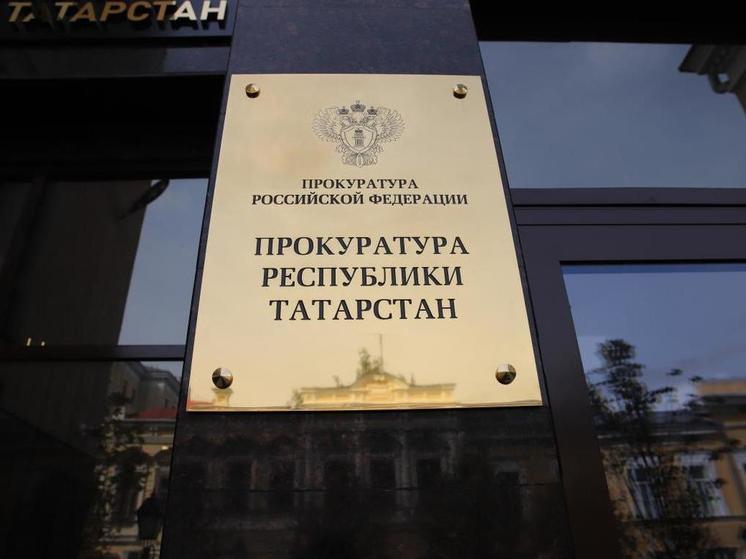 ТАТАРСТАН
ПРОКУРАТУРА
РОССИЙСКОЙ ФЕДЕРАЦИИ
ПРОКУРАТУРА
РЕСПУБЛИКИ
ТАТАРСТАН